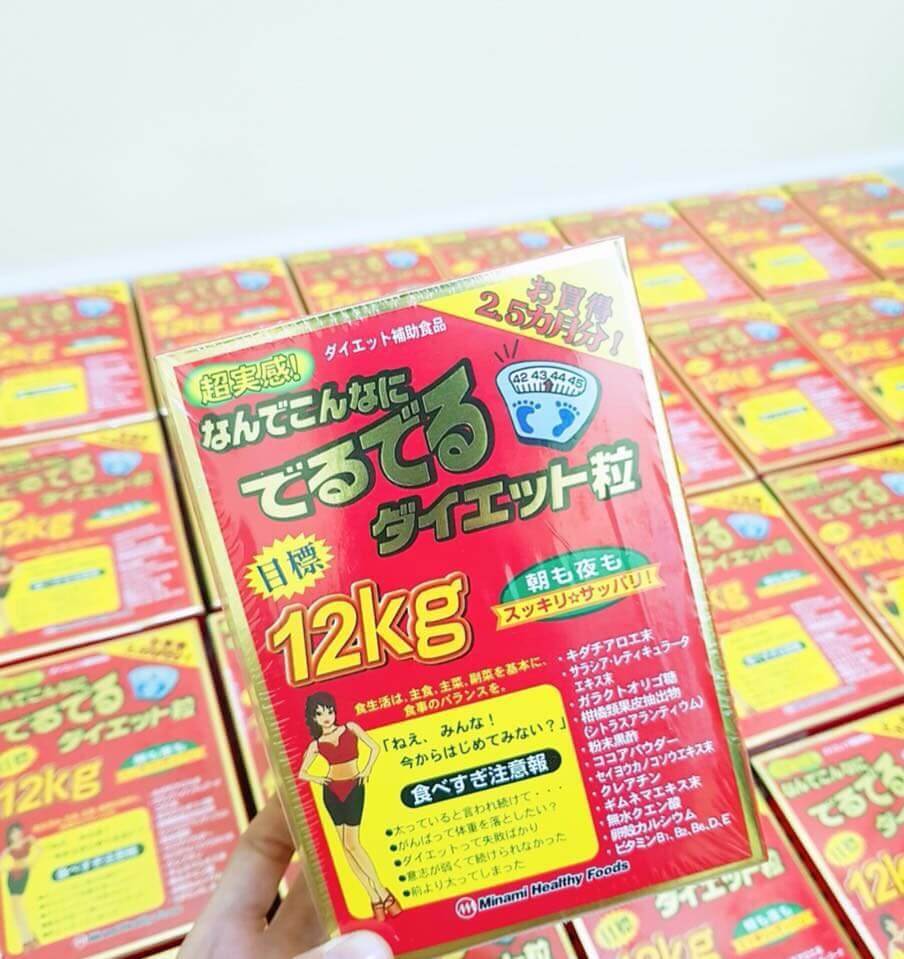 お買得
2.5カ月分!
ダイエット補助食品
超実感!
なんでこんなに
でるでる
ダイエット粒
42 43 44 45
目標
12kg
朝も夜も
スッキリ☆サッパリ!
食生活は、主食、主菜、副菜を基本に、
食事のバランスを。
「ねえ、みんな!
今からはじめてみない?」
食べすぎ注意報
●太っていると言われ続けて・・・
●がんばって体重を落としたい?
●ダイエットって失敗ばかり
●意志が弱くて続けられなかった
●前より太ってしまった
・キダチアロエ末
・サラシア・レティキュラータ
エキス末
・ガラクトオリゴ糖
・柑橘類果皮抽出物
(シトラスアランティウム)
・粉末黒酢
・ココアパウダー
・セイヨウカノコソウエキス末
・クレアチン
・ギムネマエキス末
・無水クエン酸
・卵殻カルシウム
・ビタミンB1、B2、B6、D、E
Minami Healthy Foods